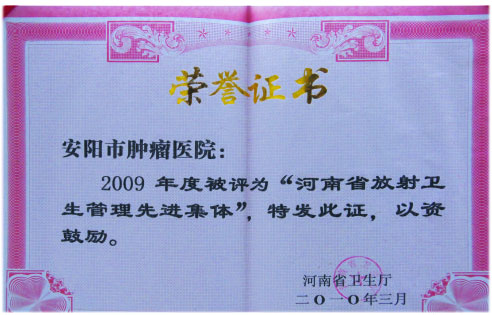 荣誉证书
安阳市肿瘤医院：
2009 年度被评为“河南省放射卫
生管理先进集体”，特发此证，以资
鼓励。
河南省卫生厅
二〇一〇年三月